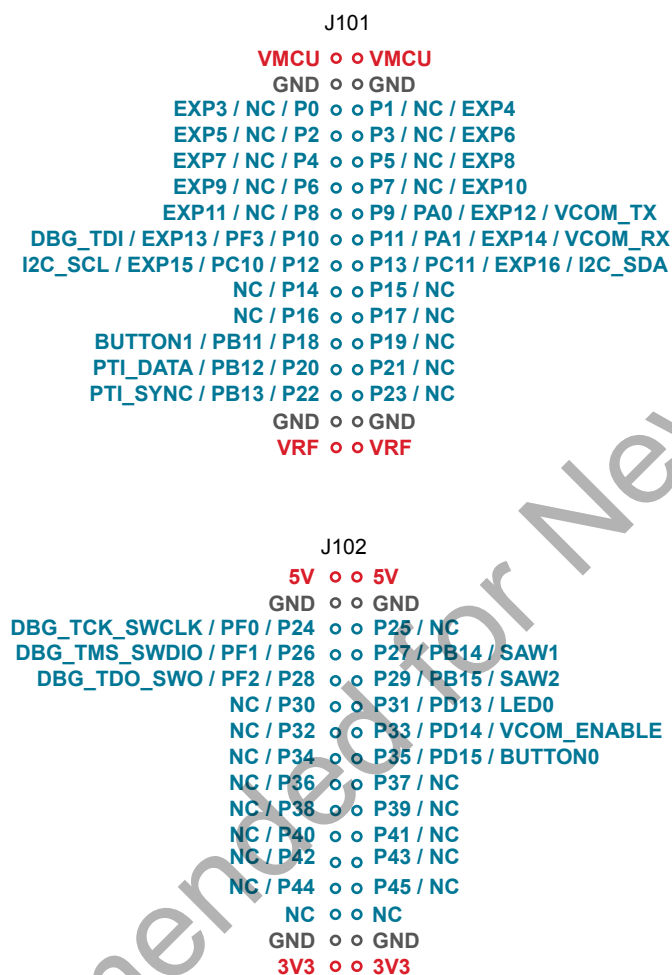 J101
VMCU VMCU
GND GND
EXP3 / NC / P0 P1 / NC / EXP4
EXP5 / NC / P2 P3 / NC / EXP6
EXP7 / NC / P4 P5 / NC / EXP8
EXP9 / NC / P6 P7 / NC / EXP10
EXP11 / NC / P8 P9 / PA0 / EXP12 / VCOM_TX
DBG_TDI / EXP13 / PF3 / P10 P11 / PA1 / EXP14 / VCOM_RX
I2C_SCL / EXP15 / PC10 / P12 P13 / PC11 / EXP16 / I2C_SDA
NC / P14 P15 / NC
NC / P16 P17 / NC
BUTTON1 / PB11 / P18 P19 / NC
PTI_DATA / PB12 / P20 P21 / NC
PTI_SYNC / PB13 / P22 P23 / NC
GND GND
VRF VRF
J102
5V 5V
GND GND
DBG_TCK_SWCLK / PF0 / P24 P25 / NC
DBG_TMS_SWDIO / PF1 / P26 P27 / PB14 / SAW1
DBG_TDO_SWO / PF2 / P28 P29 / PB15 / SAW2
NC / P30 P31 / PD13 / LED0
NC / P32 P33 / PD14 / VCOM_ENABLE
NC / P34 P35 / PD15 / BUTTON0
NC / P36 P37 / NC
NC / P38 P39 / NC
NC / P40 P41 / NC
NC / P42 P43 / NC
NC / P44 P45 / NC
NC NC
GND GND
3V3 3V3
mended for New